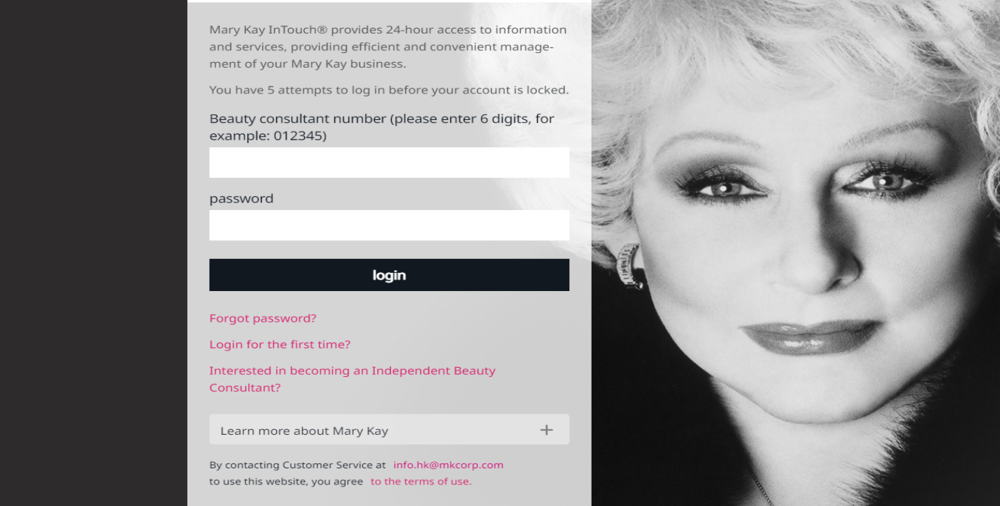 Mary Kay InTouch® provides 24-hour access to information
and services, providing efficient and convenient manage-
ment of your Mary Kay business.
You have 5 attempts to log in before your account is locked.
Beauty consultant number (please enter 6 digits, for
example: 012345)
password
login
Forgot password?
Login for the first time?
Interested in becoming an Independent Beauty
Consultant?
Learn more about Mary Kay
By contacting Customer Service at info.hk@mkcorp.com
to use this website, you agree to the terms of use.